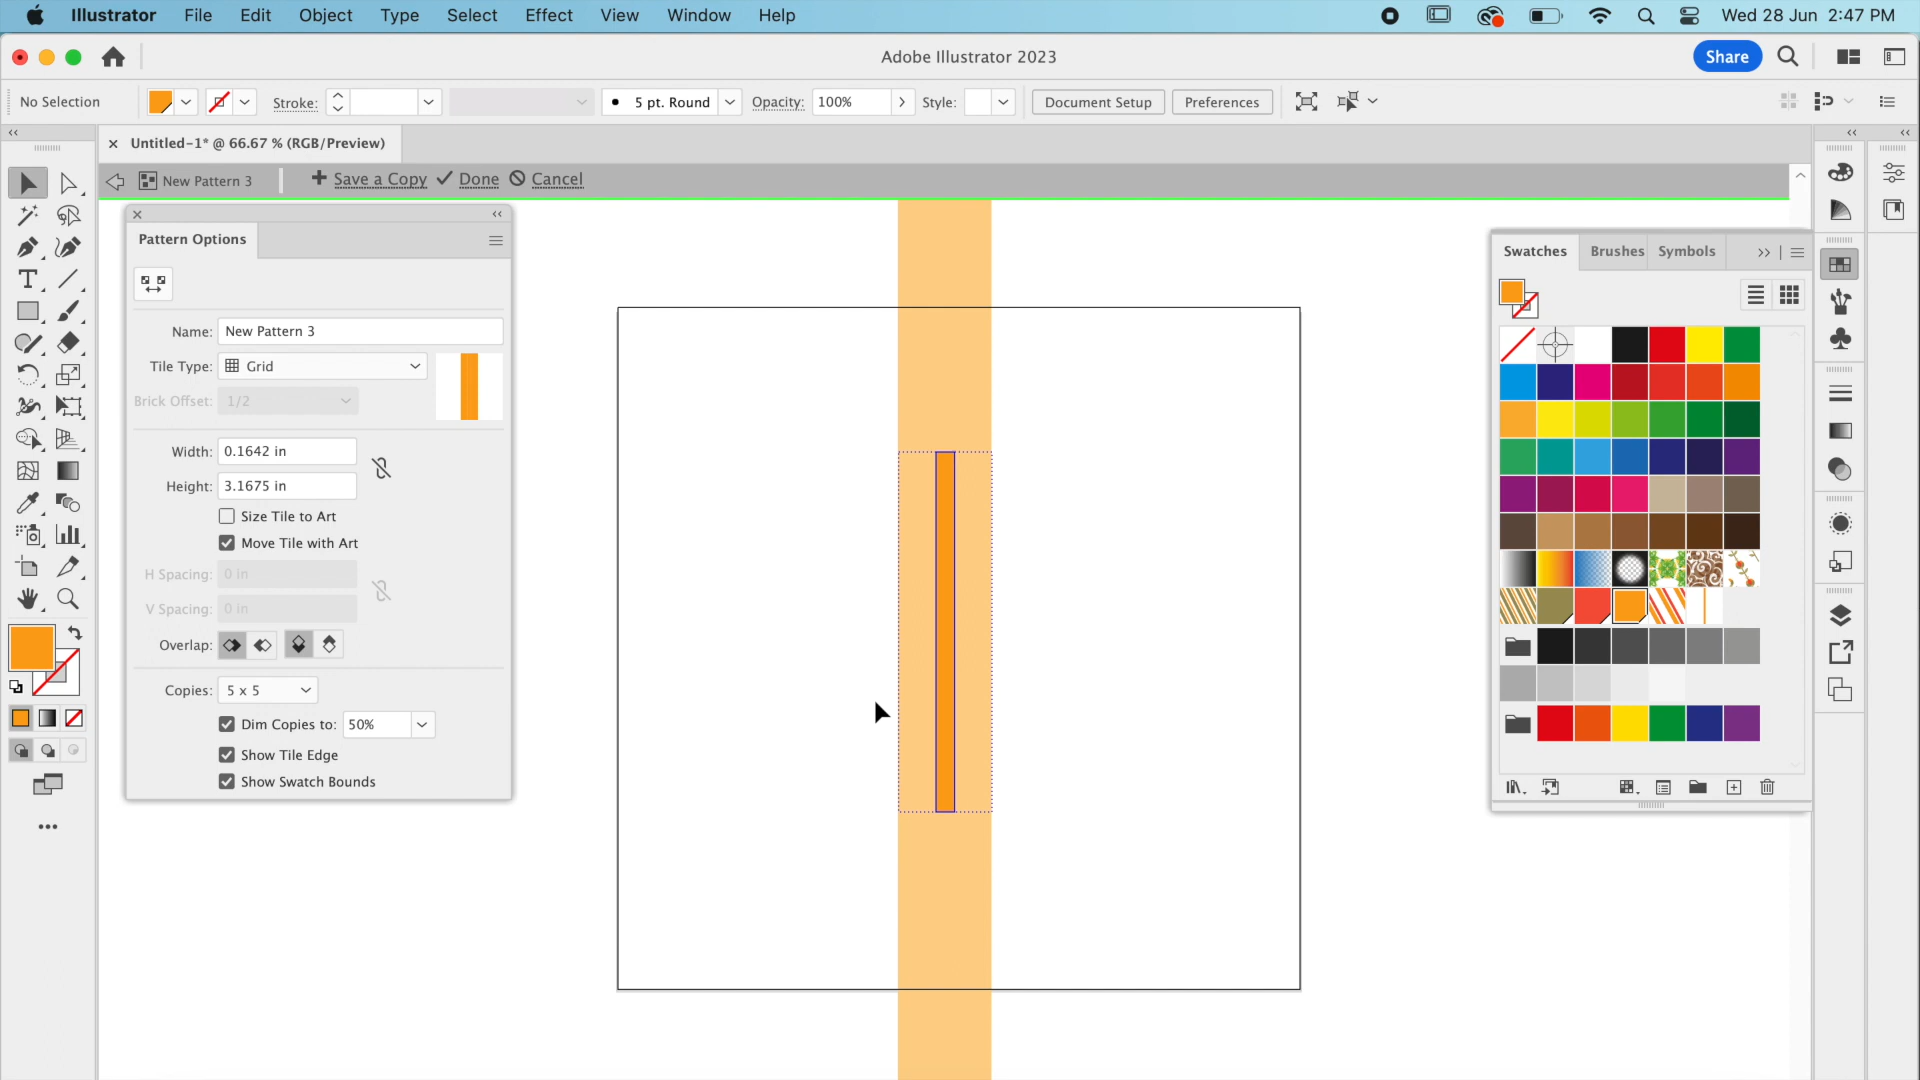 Illustrator File Edit Object Type Select Effect View Window Help Wed 28 Jun 2:47 PM
Adobe Illustrator 2023 Share
No Selection Stroke: 5 pt. Round Opacity: 100% Style: Document Setup Preferences
Untitled-1* @ 66.67 % (RGB/Preview)
New Pattern 3 Save a Copy Done Cancel
Pattern Options
Name: New Pattern 3
Tile Type: Grid
Brick Offset: 1/2
Width: 0.1642 in
Height: 3.1675 in
Size Tile to Art
Move Tile with Art
H Spacing: 0 in
V Spacing: 0 in
Overlap:
Copies: 5 x 5
Dim Copies to: 50%
Show Tile Edge
Show Swatch Bounds
Swatches Brushes Symbols